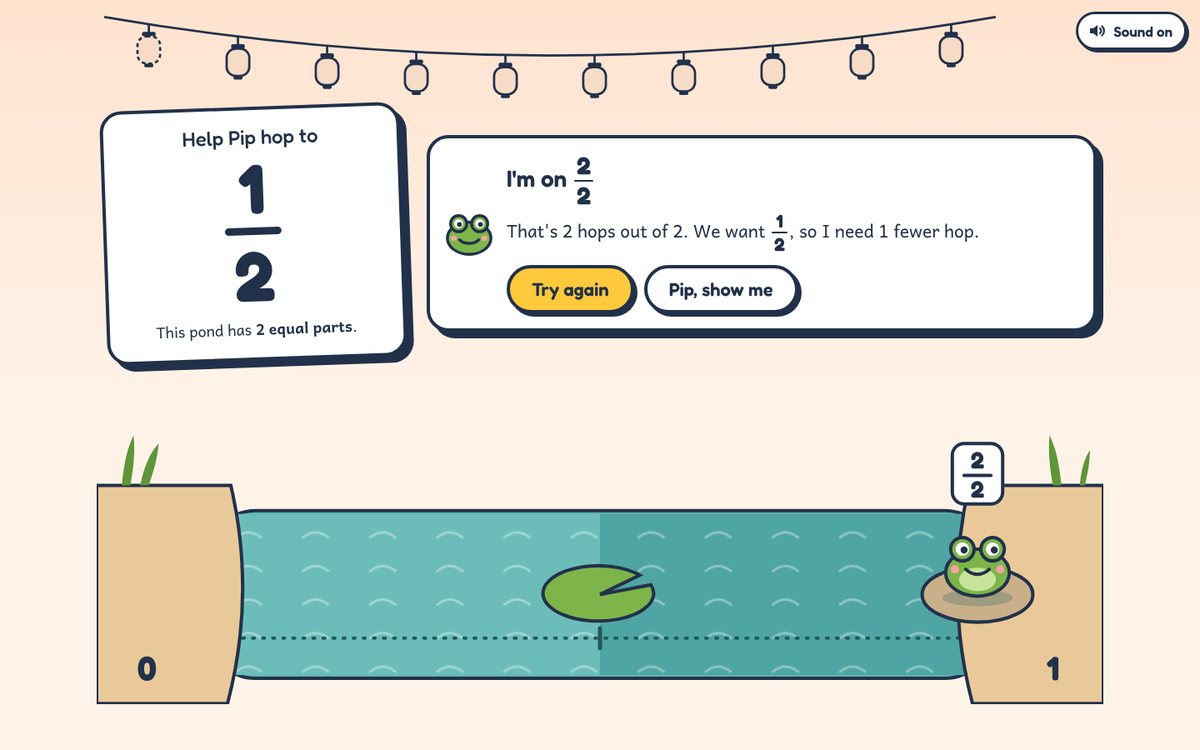 Sound on
Help Pip hop to
1
2
This pond has 2 equal parts.
I'm on 2/2
That's 2 hops out of 2. We want 1/2, so I need 1 fewer hop.
Try again
Pip, show me
2
2
0
1